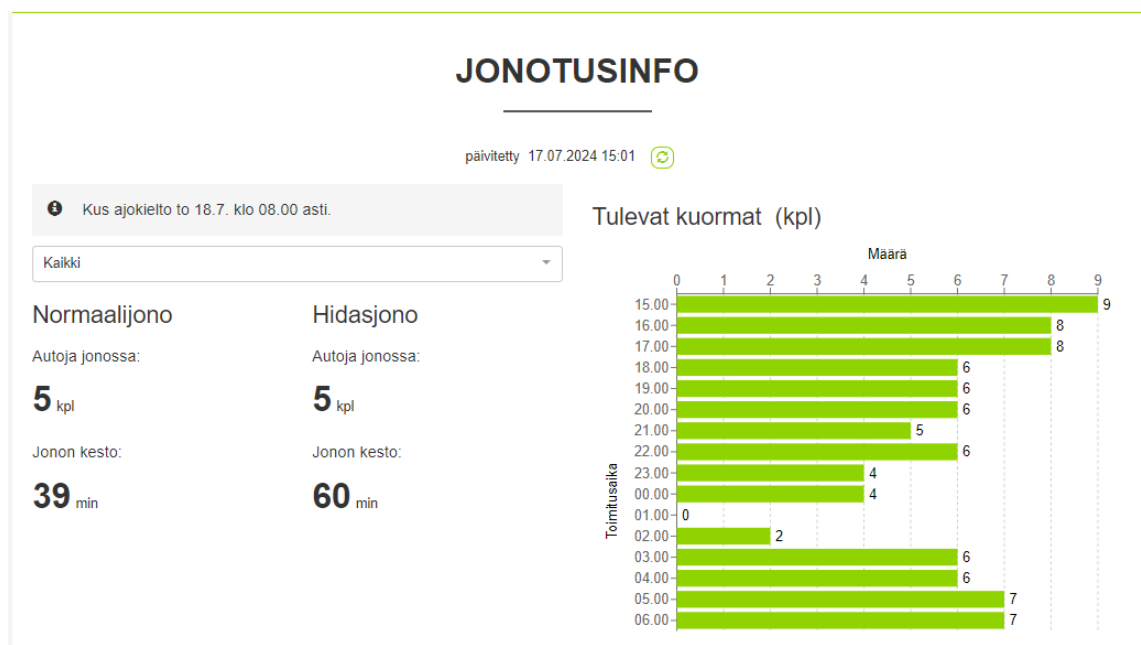 JONOTUSINFO
päivitetty 17.07.2024 15:01
Kus ajokielto to 18.7. klo 08.00 asti.
Kaikki
Normaalijono
Autoja jonossa:
5 kpl
Jonon kesto:
39 min
Hidasjono
Autoja jonossa:
5 kpl
Jonon kesto:
60 min
Tulevat kuormat (kpl)
Määrä
0 1 2 3 4 5 6 7 8 9
Toimitusaika
15.00 9
16.00 8
17.00 8
18.00 6
19.00 6
20.00 6
21.00 5
22.00 6
23.00 4
00.00 4
01.00 0
02.00 2
03.00 6
04.00 6
05.00 7
06.00 7